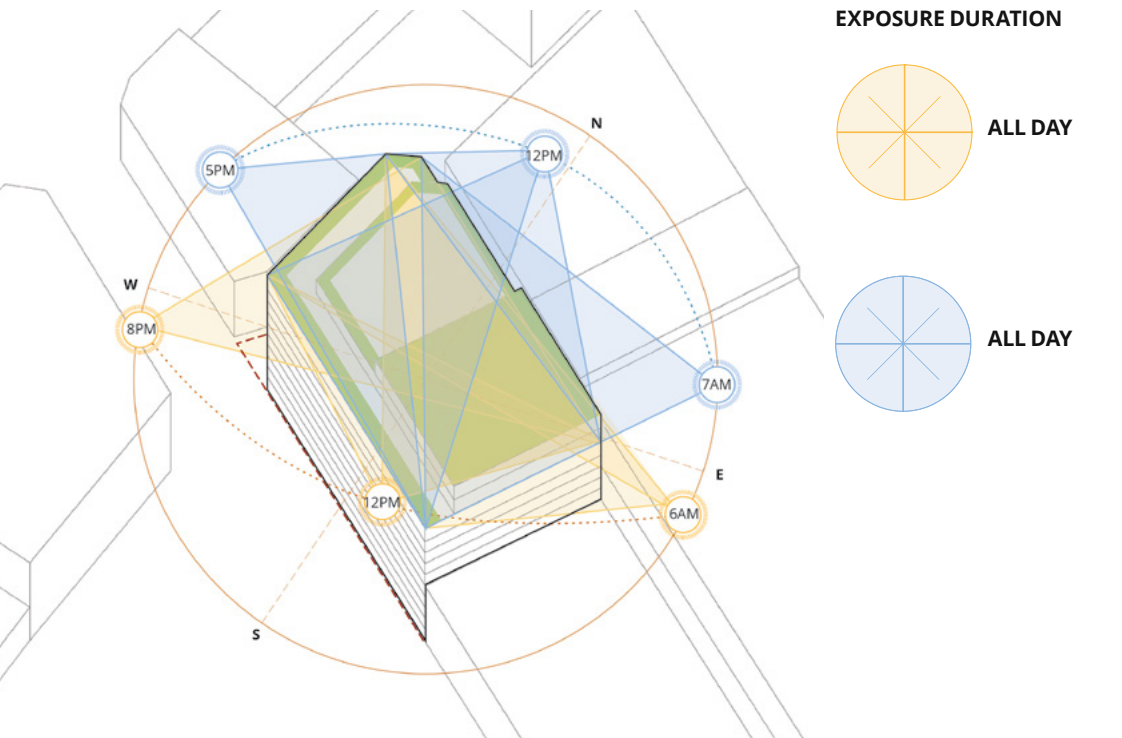 EXPOSURE DURATION
ALL DAY
ALL DAY
N
5PM
12PM
W
8PM
7AM
E
12PM
6AM
S